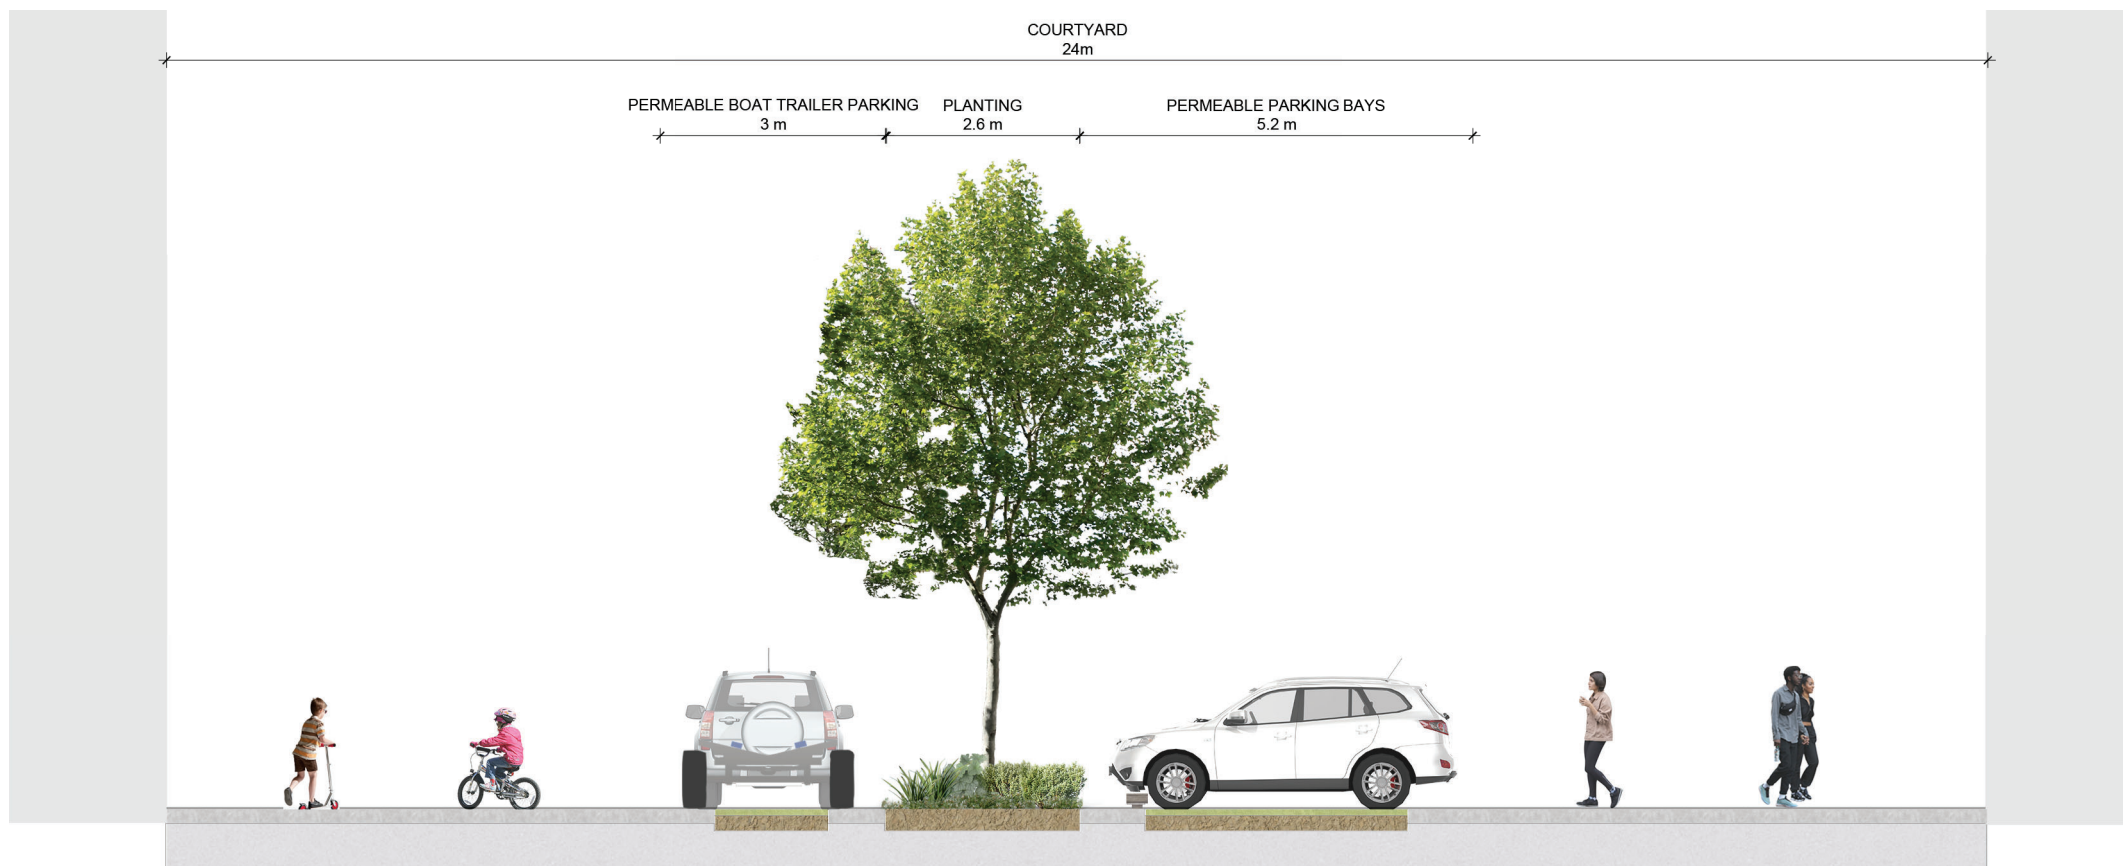 COURTYARD
24m
PERMEABLE BOAT TRAILER PARKING
3 m
PLANTING
2.6 m
PERMEABLE PARKING BAYS
5.2 m